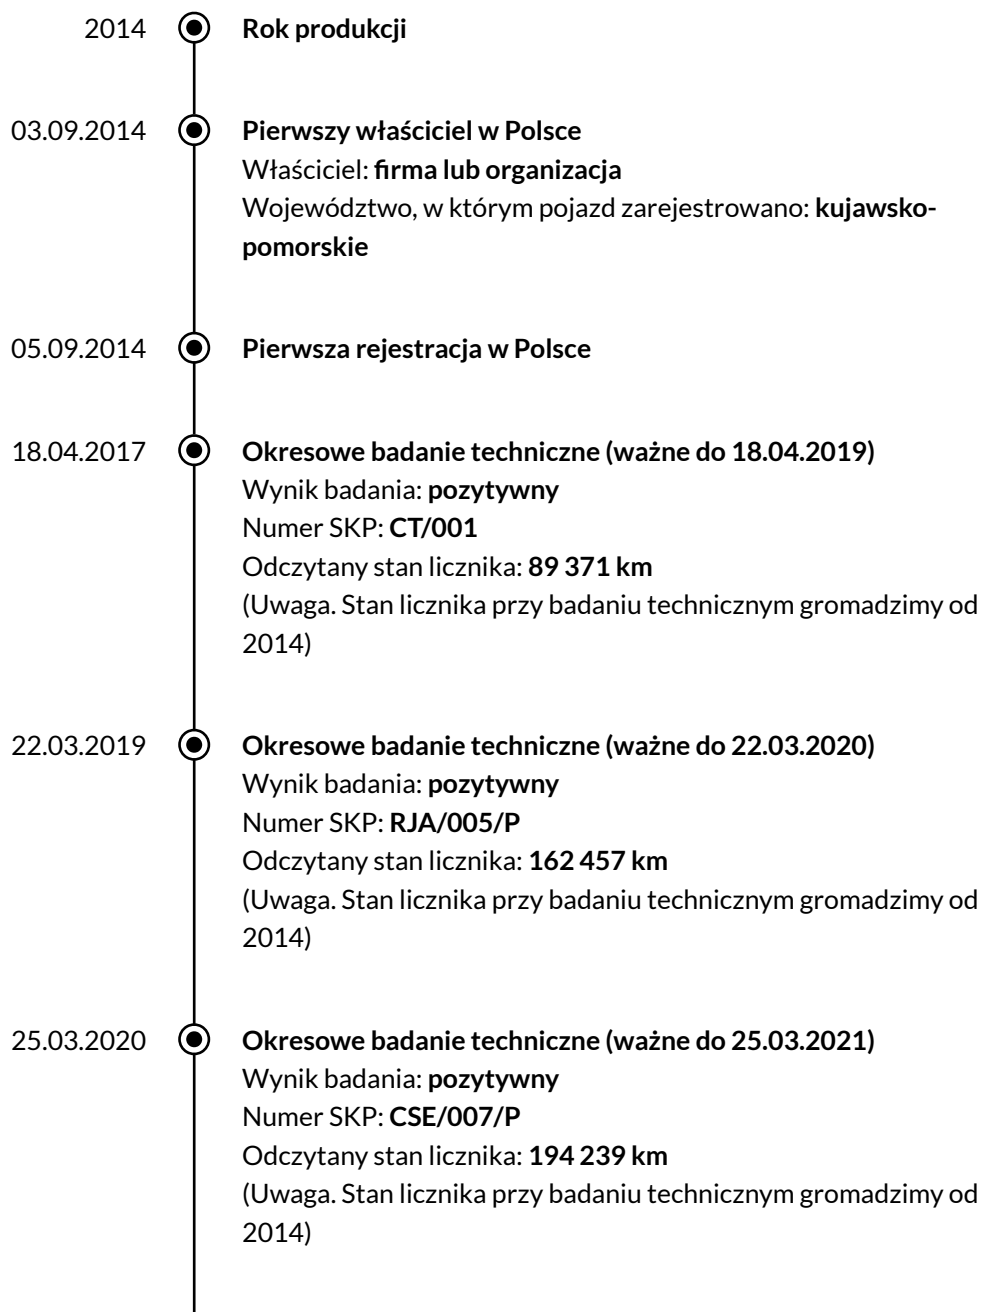 2014 Rok produkcji
03.09.2014 Pierwszy właściciel w Polsce
Właściciel: firma lub organizacja
Województwo, w którym pojazd zarejestrowano: kujawsko-
pomorskie
05.09.2014 Pierwsza rejestracja w Polsce
18.04.2017 Okresowe badanie techniczne (ważne do 18.04.2019)
Wynik badania: pozytywny
Numer SKP: CT/001
Odczytany stan licznika: 89 371 km
(Uwaga. Stan licznika przy badaniu technicznym gromadzimy od
2014)
22.03.2019 Okresowe badanie techniczne (ważne do 22.03.2020)
Wynik badania: pozytywny
Numer SKP: RJA/005/P
Odczytany stan licznika: 162 457 km
(Uwaga. Stan licznika przy badaniu technicznym gromadzimy od
2014)
25.03.2020 Okresowe badanie techniczne (ważne do 25.03.2021)
Wynik badania: pozytywny
Numer SKP: CSE/007/P
Odczytany stan licznika: 194 239 km
(Uwaga. Stan licznika przy badaniu technicznym gromadzimy od
2014)